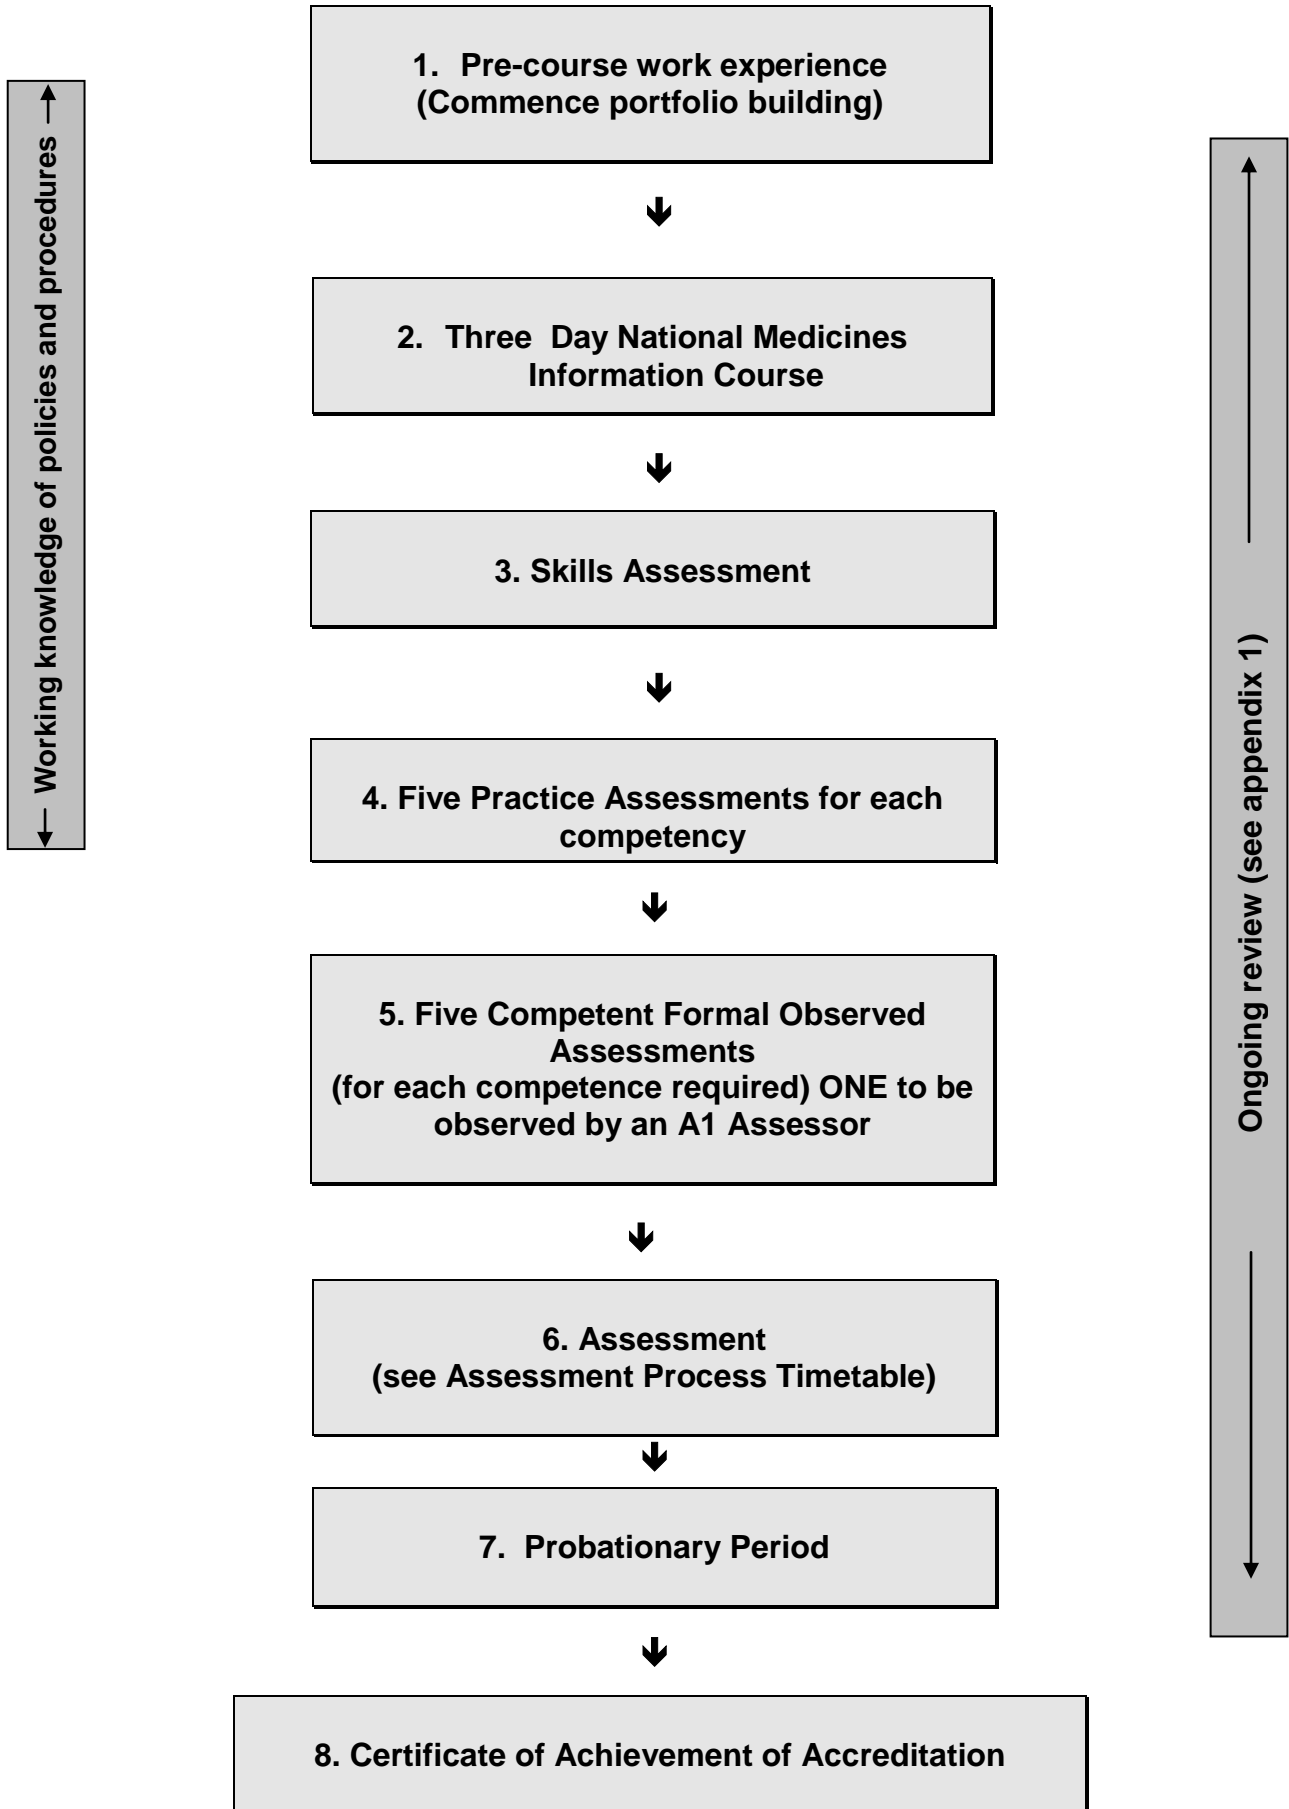 1. Pre-course work experience
(Commence portfolio building)
Working knowledge of policies and procedures
2. Three Day National Medicines
Information Course
3. Skills Assessment
4. Five Practice Assessments for each
competency
Ongoing review (see appendix 1)
5. Five Competent Formal Observed
Assessments
(for each competence required) ONE to be
observed by an A1 Assessor
6. Assessment
(see Assessment Process Timetable)
7. Probationary Period
8. Certificate of Achievement of Accreditation